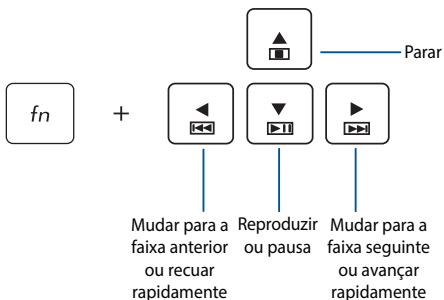 Parar
fn +
Mudar para a
faixa anterior
ou recuar
rapidamente
Reproduzir
ou pausa
Mudar para a
faixa seguinte
ou avançar
rapidamente